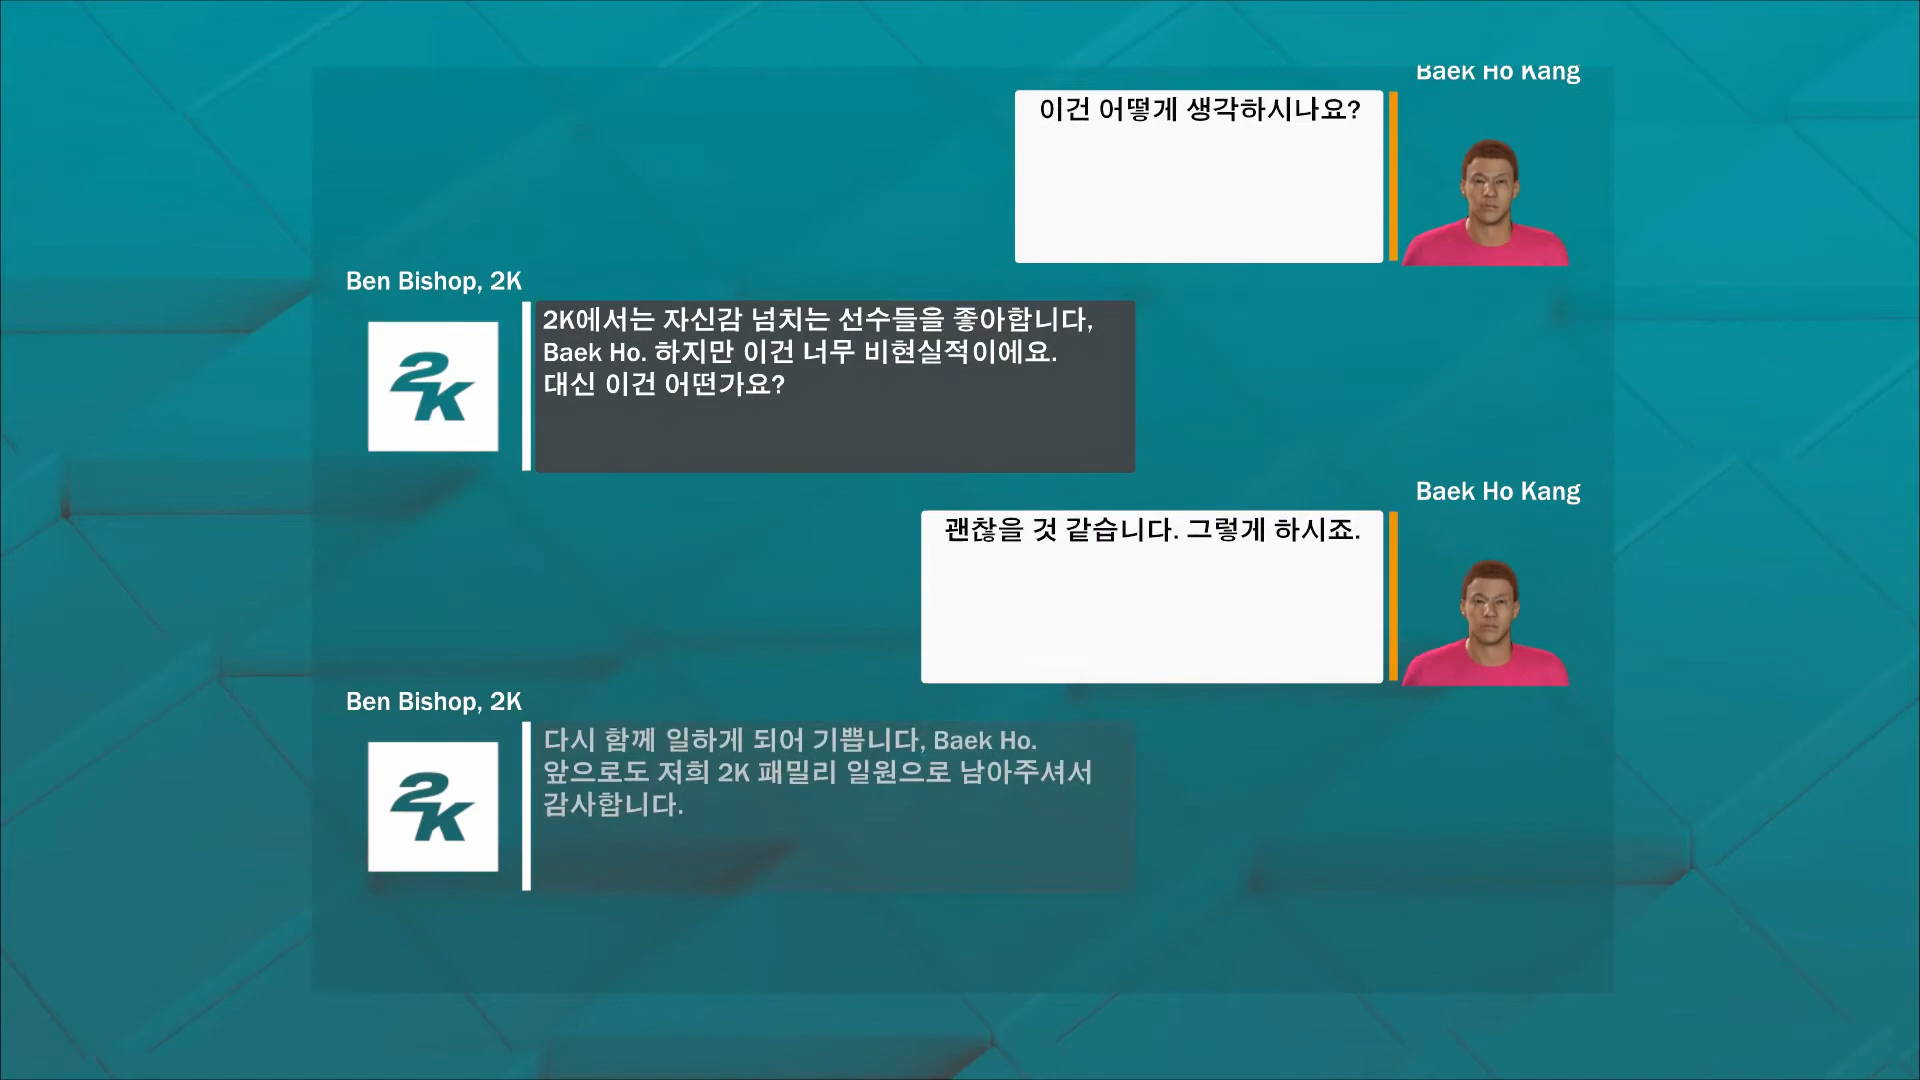 Baek Ho Kang
이건 어떻게 생각하시나요?
Ben Bishop, 2K
2K
2K에서는 자신감 넘치는 선수들을 좋아합니다,
Baek Ho. 하지만 이건 너무 비현실적이에요.
대신 이건 어떤가요?
Baek Ho Kang
괜찮을 것 같습니다. 그렇게 하시죠.
Ben Bishop, 2K
2K
다시 함께 일하게 되어 기쁩니다, Baek Ho.
앞으로도 저희 2K 패밀리 일원으로 남아주셔서
감사합니다.